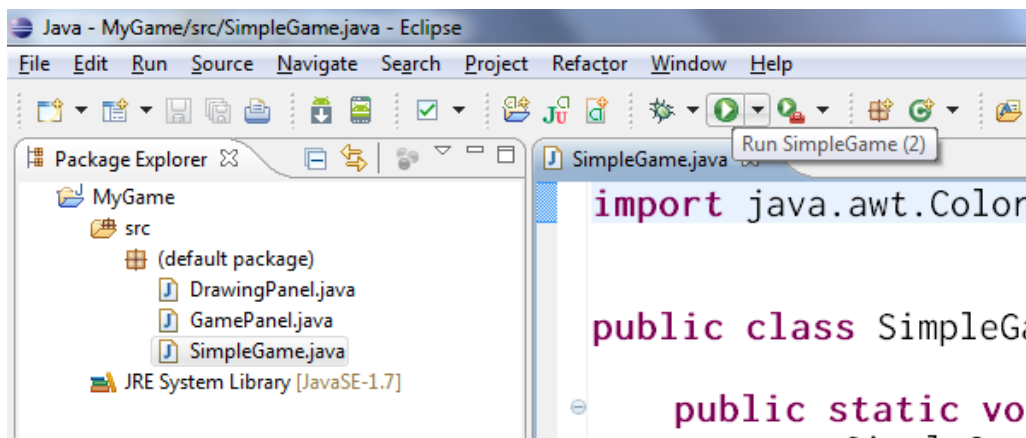 Java - MyGame/src/SimpleGame.java - Eclipse
File Edit Run Source Navigate Search Project Refactor Window Help
Run SimpleGame (2)
Package Explorer
SimpleGame.java
MyGame
src
(default package)
DrawingPanel.java
GamePanel.java
SimpleGame.java
JRE System Library [JavaSE-1.7]
import java.awt.Color
public class SimpleGa
public static vo